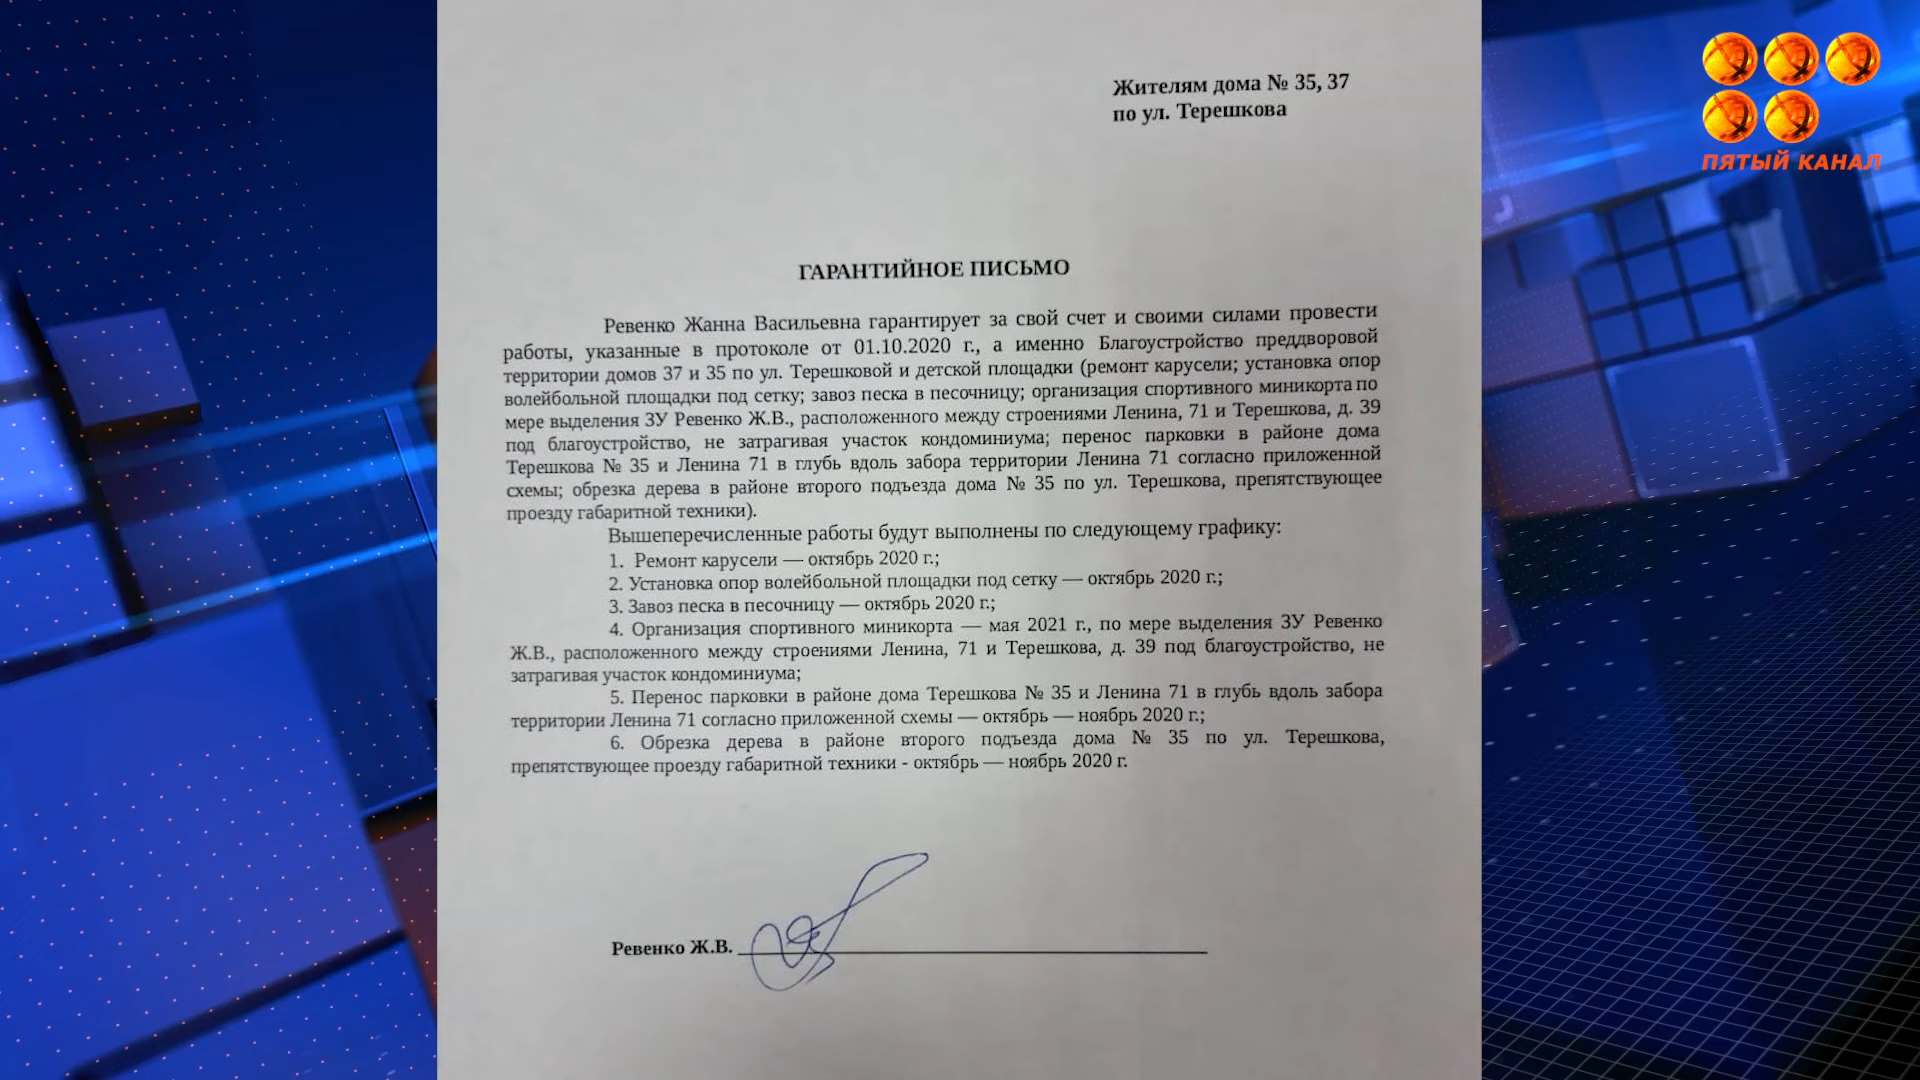 Жителям дома № 35, 37
по ул. Терешкова
ПЯТЫЙ КАНАЛ
ГАРАНТИЙНОЕ ПИСЬМО
Ревенко Жанна Васильевна гарантирует за свой счет и своими силами провести
работы, указанные в протоколе от 01.10.2020 г., а именно Благоустройство преддворовой
территории домов 37 и 35 по ул. Терешковой и детской площадки (ремонт карусели; установка опор
волейбольной площадки под сетку; завоз песка в песочницу; организация спортивного миникорта по
мере выделения ЗУ Ревенко Ж.В., расположенного между строениями Ленина, 71 и Терешкова, д. 39
под благоустройство, не затрагивая участок кондоминиума; перенос парковки в районе дома
Терешкова № 35 и Ленина 71 в глубь вдоль забора территории Ленина 71 согласно приложенной
схемы; обрезка дерева в районе второго подъезда дома № 35 по ул. Терешкова, препятствующее
проезду габаритной техники).
Вышеперечисленные работы будут выполнены по следующему графику:
1. Ремонт карусели — октябрь 2020 г.;
2. Установка опор волейбольной площадки под сетку — октябрь 2020 г.;
3. Завоз песка в песочницу — октябрь 2020 г.;
4. Организация спортивного миникорта — мая 2021 г., по мере выделения ЗУ Ревенко
Ж.В., расположенного между строениями Ленина, 71 и Терешкова, д. 39 под благоустройство, не
затрагивая участок кондоминиума;
5. Перенос парковки в районе дома Терешкова № 35 и Ленина 71 в глубь вдоль забора
территории Ленина 71 согласно приложенной схемы — октябрь — ноябрь 2020 г.;
6. Обрезка дерева в районе второго подъезда дома № 35 по ул. Терешкова,
препятствующее проезду габаритной техники - октябрь — ноябрь 2020 г.
Ревенко Ж.В.